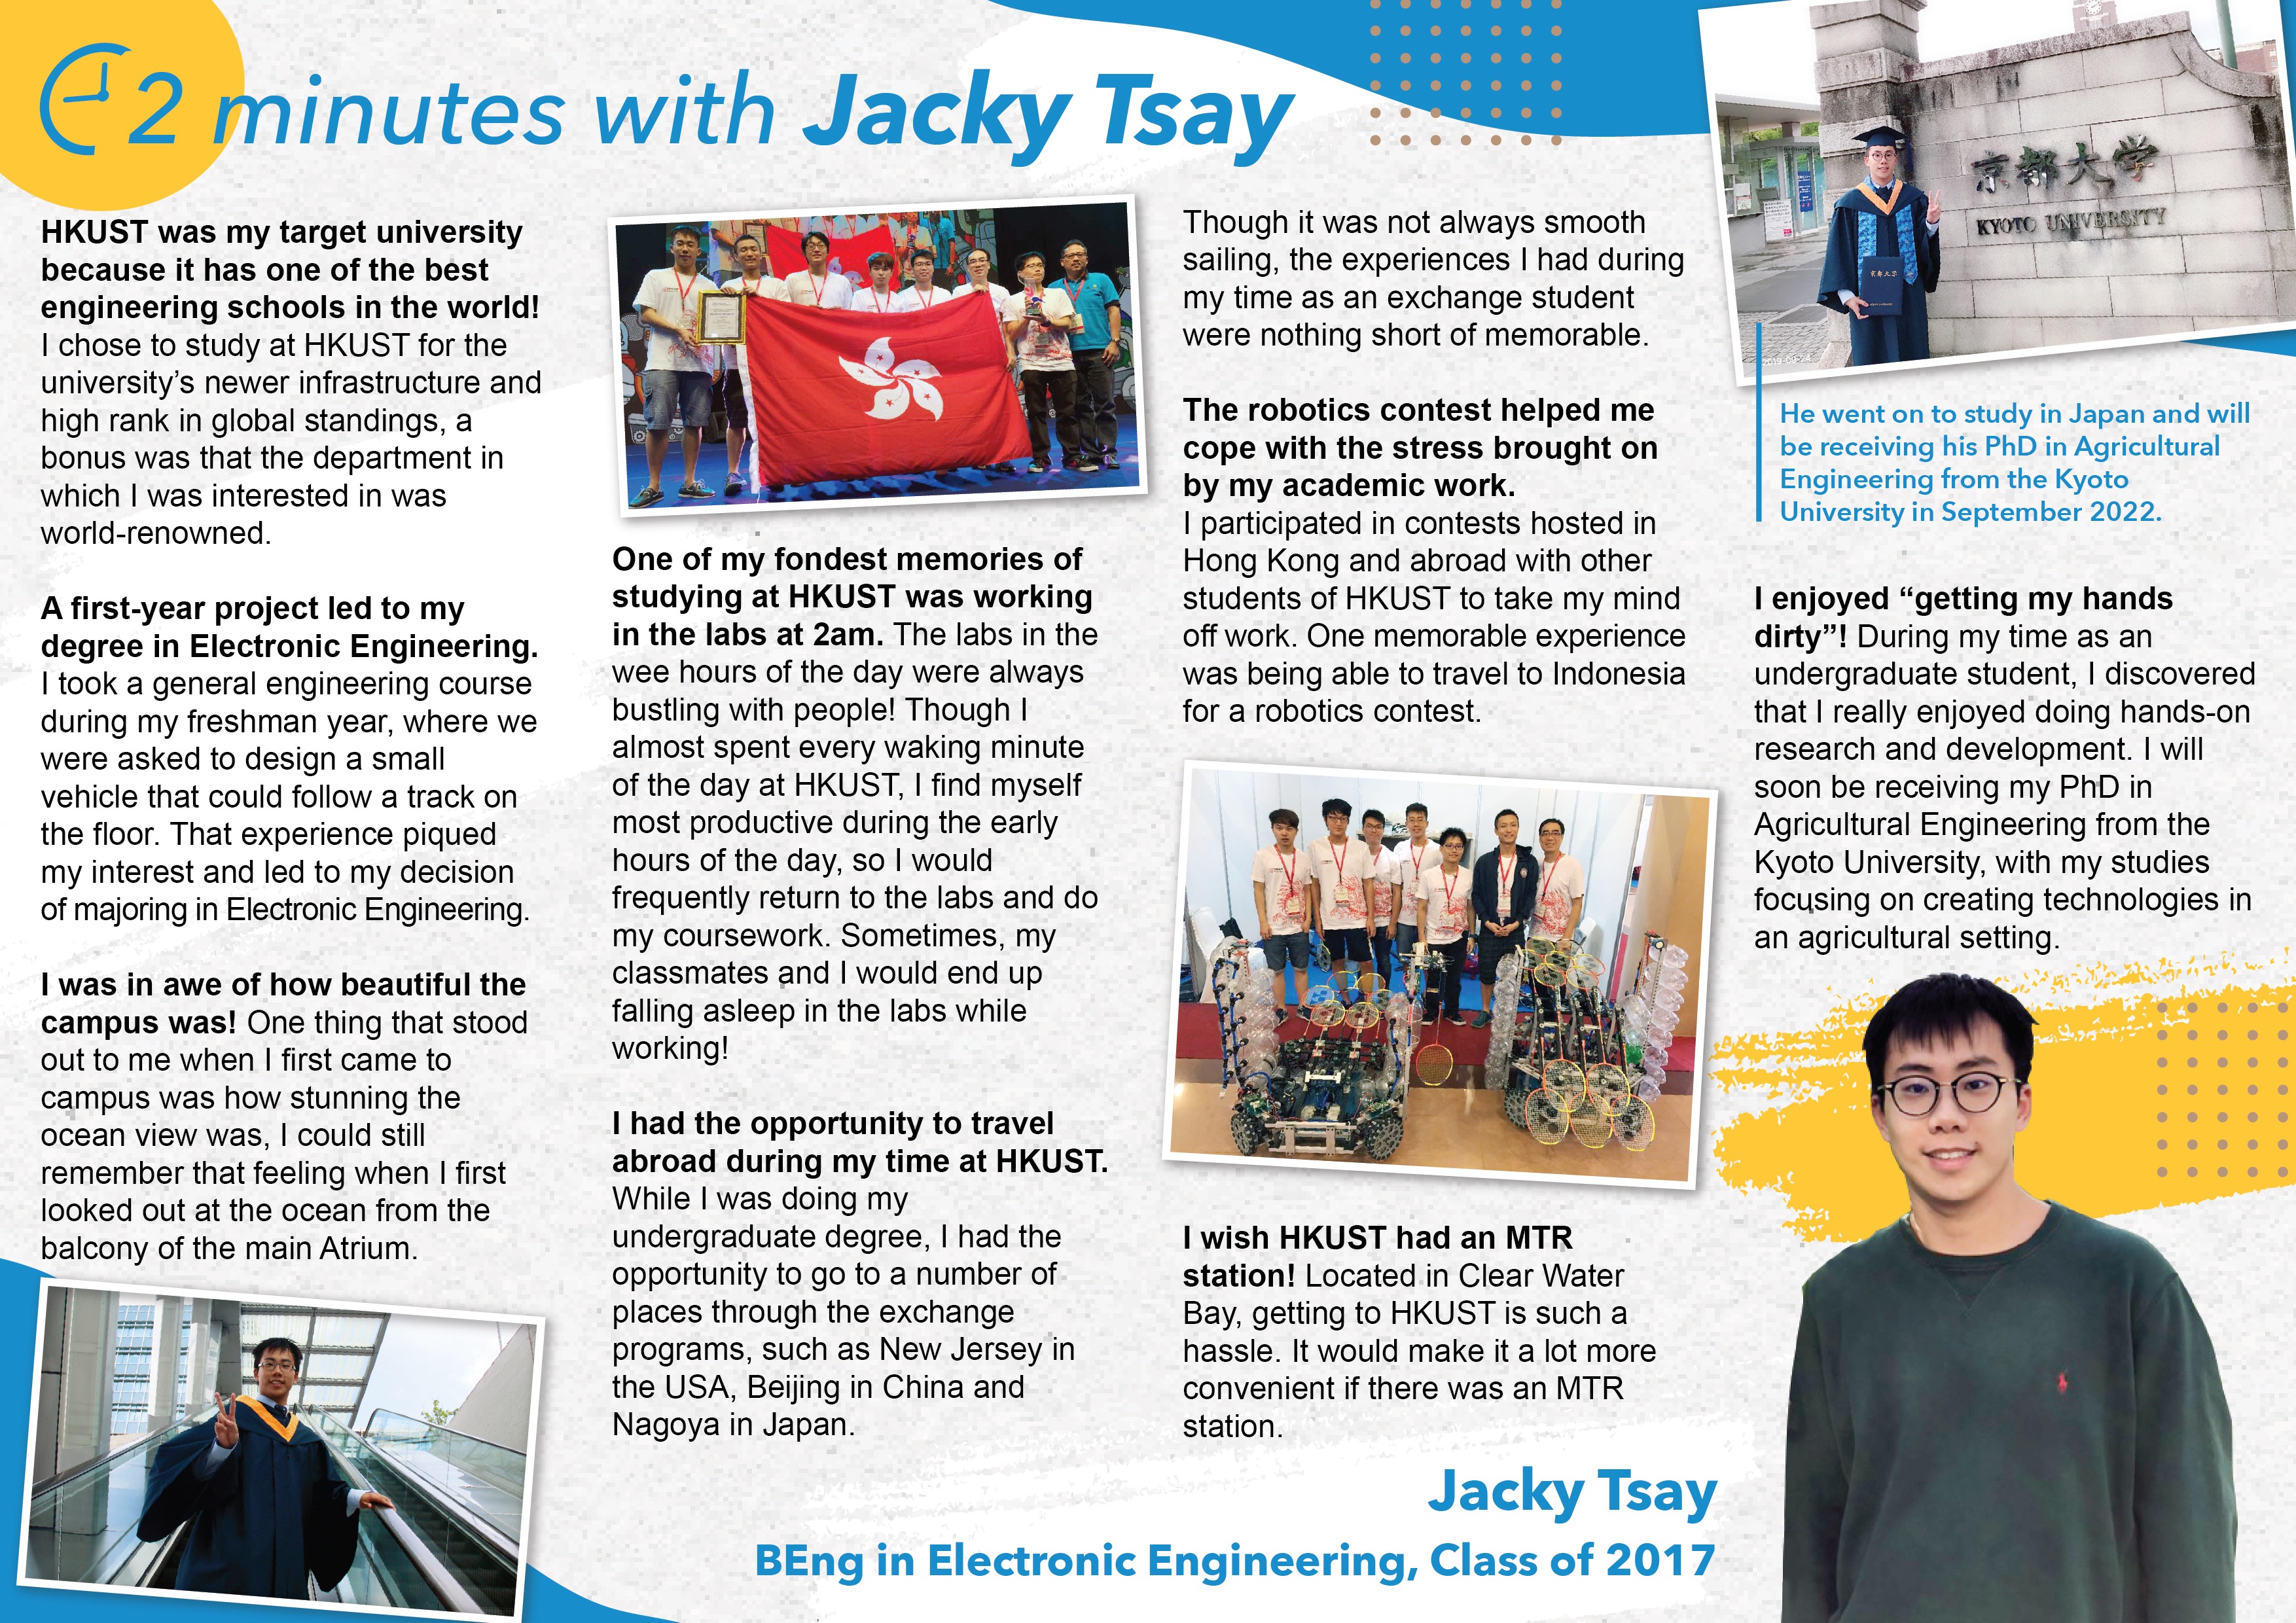 2 minutes with Jacky Tsay
HKUST was my target university
because it has one of the best
engineering schools in the world!
I chose to study at HKUST for the
university’s newer infrastructure and
high rank in global standings, a
bonus was that the department in
which I was interested in was
world-renowned.
A first-year project led to my
degree in Electronic Engineering.
I took a general engineering course
during my freshman year, where we
were asked to design a small
vehicle that could follow a track on
the floor. That experience piqued
my interest and led to my decision
of majoring in Electronic Engineering.
I was in awe of how beautiful the
campus was! One thing that stood
out to me when I first came to
campus was how stunning the
ocean view was, I could still
remember that feeling when I first
looked out at the ocean from the
balcony of the main Atrium.
One of my fondest memories of
studying at HKUST was working
in the labs at 2am. The labs in the
wee hours of the day were always
bustling with people! Though I
almost spent every waking minute
of the day at HKUST, I find myself
most productive during the early
hours of the day, so I would
frequently return to the labs and do
my coursework. Sometimes, my
classmates and I would end up
falling asleep in the labs while
working!
I had the opportunity to travel
abroad during my time at HKUST.
While I was doing my
undergraduate degree, I had the
opportunity to go to a number of
places through the exchange
programs, such as New Jersey in
the USA, Beijing in China and
Nagoya in Japan.
Though it was not always smooth
sailing, the experiences I had during
my time as an exchange student
were nothing short of memorable.
The robotics contest helped me
cope with the stress brought on
by my academic work.
I participated in contests hosted in
Hong Kong and abroad with other
students of HKUST to take my mind
off work. One memorable experience
was being able to travel to Indonesia
for a robotics contest.
I wish HKUST had an MTR
station! Located in Clear Water
Bay, getting to HKUST is such a
hassle. It would make it a lot more
convenient if there was an MTR
station.
京都大学
KYOTO UNIVERSITY
京都大学
2019-09-24
He went on to study in Japan and will
be receiving his PhD in Agricultural
Engineering from the Kyoto
University in September 2022.
I enjoyed “getting my hands
dirty”! During my time as an
undergraduate student, I discovered
that I really enjoyed doing hands-on
research and development. I will
soon be receiving my PhD in
Agricultural Engineering from the
Kyoto University, with my studies
focusing on creating technologies in
an agricultural setting.
Jacky Tsay
BEng in Electronic Engineering, Class of 2017